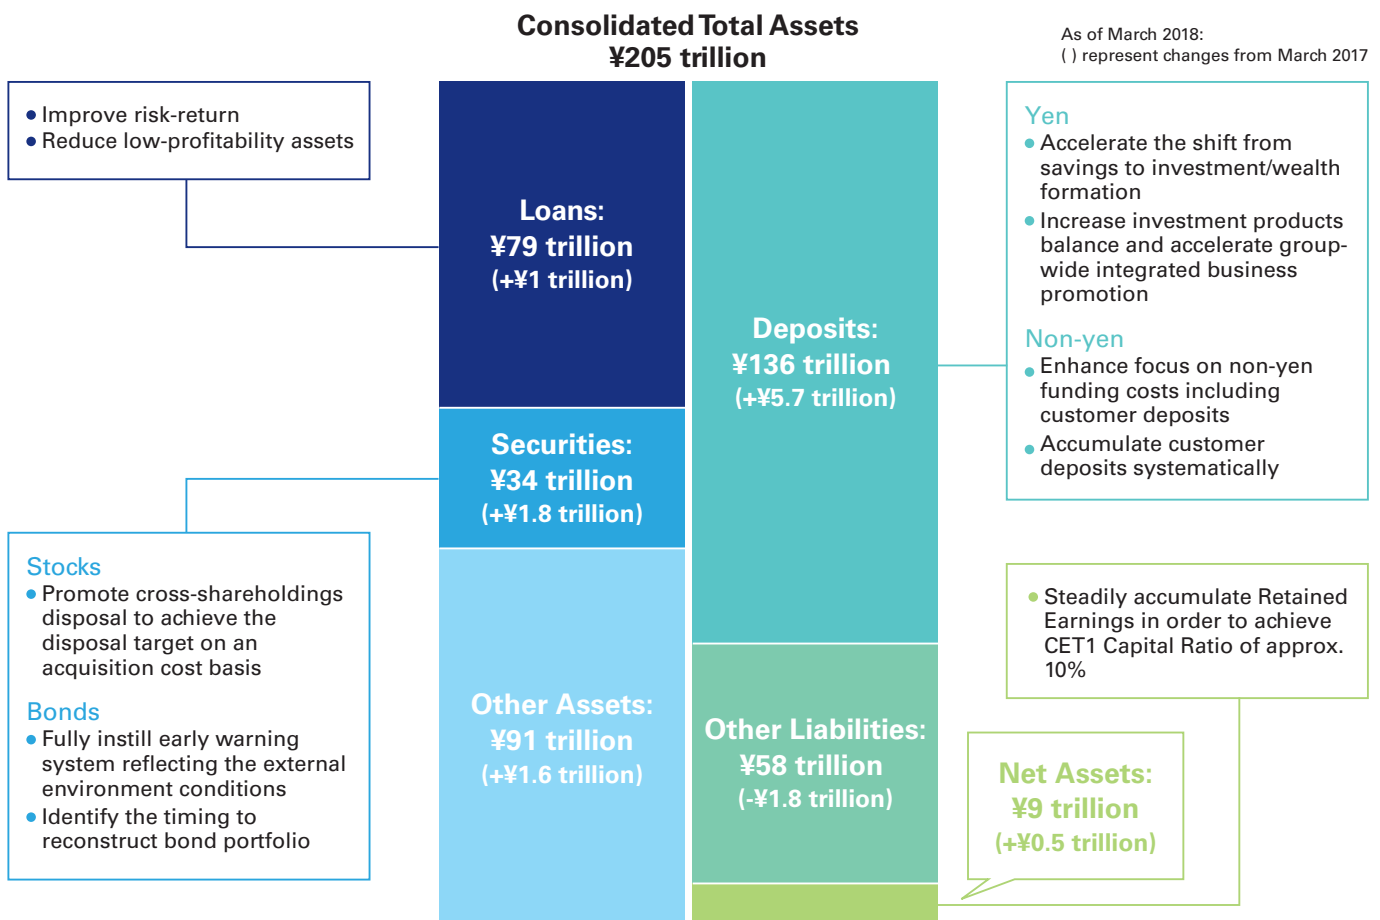 Consolidated Total Assets
¥205 trillion
As of March 2018:
( ) represent changes from March 2017
• Improve risk-return
• Reduce low-profitability assets
Loans:
¥79 trillion
(+¥1 trillion)
Securities:
¥34 trillion
(+¥1.8 trillion)
Stocks
• Promote cross-shareholdings
disposal to achieve the
disposal target on an
acquisition cost basis
Bonds
• Fully instill early warning
system reflecting the external
environment conditions
• Identify the timing to
reconstruct bond portfolio
Other Assets:
¥91 trillion
(+¥1.6 trillion)
Deposits:
¥136 trillion
(+¥5.7 trillion)
Yen
• Accelerate the shift from
savings to investment/wealth
formation
• Increase investment products
balance and accelerate group-
wide integrated business
promotion
Non-yen
• Enhance focus on non-yen
funding costs including
customer deposits
• Accumulate customer
deposits systematically
Other Liabilities:
¥58 trillion
(-¥1.8 trillion)
• Steadily accumulate Retained
Earnings in order to achieve
CET1 Capital Ratio of approx.
10%
Net Assets:
¥9 trillion
(+¥0.5 trillion)